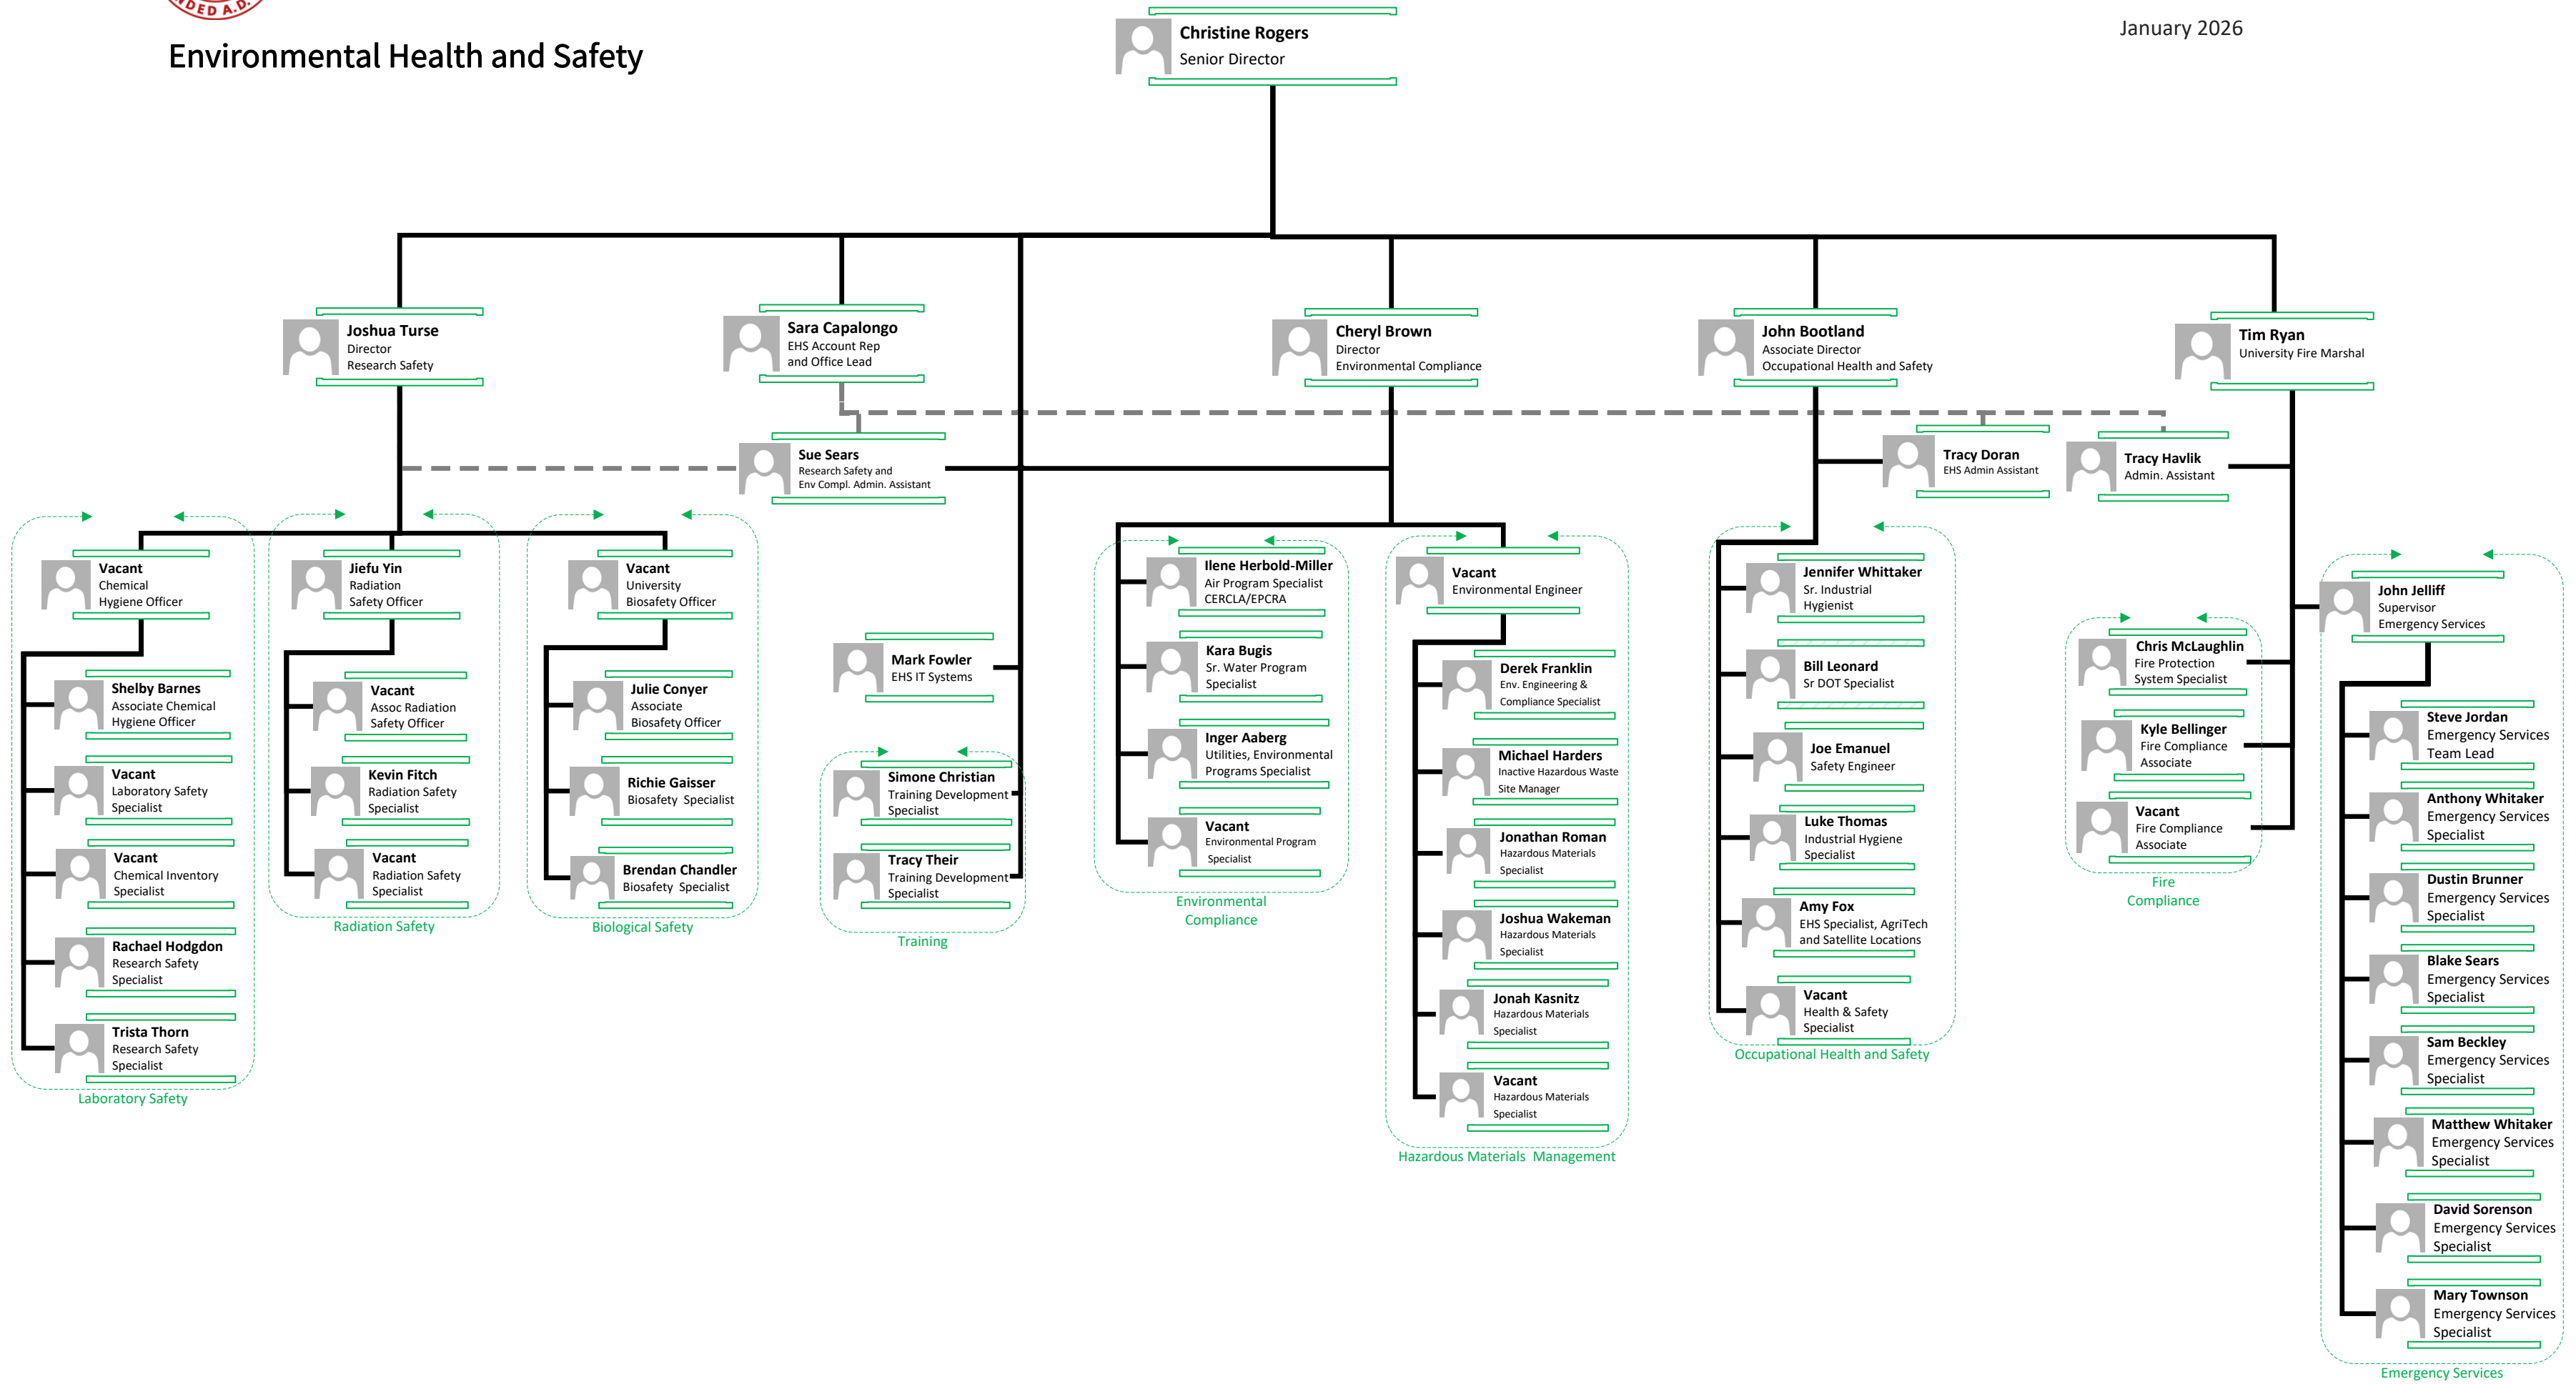 NDED A.D.
Environmental Health and Safety
January 2026
Christine Rogers
Senior Director
Joshua Turse
Director
Research Safety
Sara Capalongo
EHS Account Rep
and Office Lead
Cheryl Brown
Director
Environmental Compliance
John Bootland
Associate Director
Occupational Health and Safety
Tim Ryan
University Fire Marshal
Sue Sears
Research Safety and
Env Compl. Admin. Assistant
Tracy Doran
EHS Admin Assistant
Tracy Havlik
Admin. Assistant
Vacant
Chemical
Hygiene Officer
Shelby Barnes
Associate Chemical
Hygiene Officer
Vacant
Laboratory Safety
Specialist
Vacant
Chemical Inventory
Specialist
Rachael Hodgdon
Research Safety
Specialist
Trista Thorn
Research Safety
Specialist
Laboratory Safety
Jiefu Yin
Radiation
Safety Officer
Vacant
Assoc Radiation
Safety Officer
Kevin Fitch
Radiation Safety
Specialist
Vacant
Radiation Safety
Specialist
Radiation Safety
Vacant
University
Biosafety Officer
Julie Conyer
Associate
Biosafety Officer
Richie Gaisser
Biosafety Specialist
Brendan Chandler
Biosafety Specialist
Biological Safety
Mark Fowler
EHS IT Systems
Simone Christian
Training Development
Specialist
Tracy Their
Training Development
Specialist
Training
Ilene Herbold-Miller
Air Program Specialist
CERCLA/EPCRA
Kara Bugis
Sr. Water Program
Specialist
Inger Aaberg
Utilities, Environmental
Programs Specialist
Vacant
Environmental Program
Specialist
Environmental
Compliance
Vacant
Environmental Engineer
Derek Franklin
Env. Engineering &
Compliance Specialist
Michael Harders
Inactive Hazardous Waste
Site Manager
Jonathan Roman
Hazardous Materials
Specialist
Joshua Wakeman
Hazardous Materials
Specialist
Jonah Kasnitz
Hazardous Materials
Specialist
Vacant
Hazardous Materials
Specialist
Hazardous Materials Management
Jennifer Whittaker
Sr. Industrial
Hygienist
Bill Leonard
Sr DOT Specialist
Joe Emanuel
Safety Engineer
Luke Thomas
Industrial Hygiene
Specialist
Amy Fox
EHS Specialist, AgriTech
and Satellite Locations
Vacant
Health & Safety
Specialist
Occupational Health and Safety
Chris McLaughlin
Fire Protection
System Specialist
Kyle Bellinger
Fire Compliance
Associate
Vacant
Fire Compliance
Associate
Fire
Compliance
John Jelliff
Supervisor
Emergency Services
Steve Jordan
Emergency Services
Team Lead
Anthony Whitaker
Emergency Services
Specialist
Dustin Brunner
Emergency Services
Specialist
Blake Sears
Emergency Services
Specialist
Sam Beckley
Emergency Services
Specialist
Matthew Whitaker
Emergency Services
Specialist
David Sorenson
Emergency Services
Specialist
Mary Townson
Emergency Services
Specialist
Emergency Services